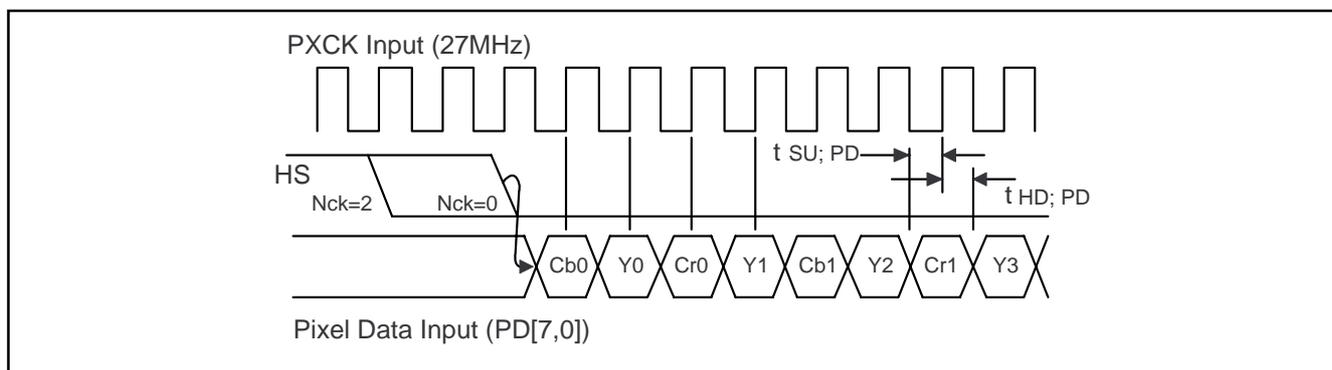 PXCK Input (27MHz)
t SU; PD
HS
t HD; PD
Nck=2 Nck=0
Cb0 Y0 Cr0 Y1 Cb1 Y2 Cr1 Y3
Pixel Data Input (PD[7,0])